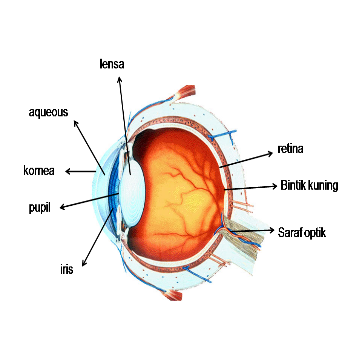 lensa
aqueous
kornea
pupil
iris
retina
Bintik kuning
Saraf optik